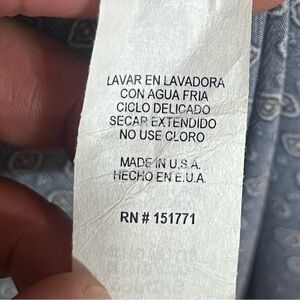 LAVAR EN LAVADORA
CON AGUA FRIA
CICLO DELICADO
SECAR EXTENDIDO
NO USE CLORO
MADE IN U.S.A.
HECHO EN E.U.A.
RN # 151771